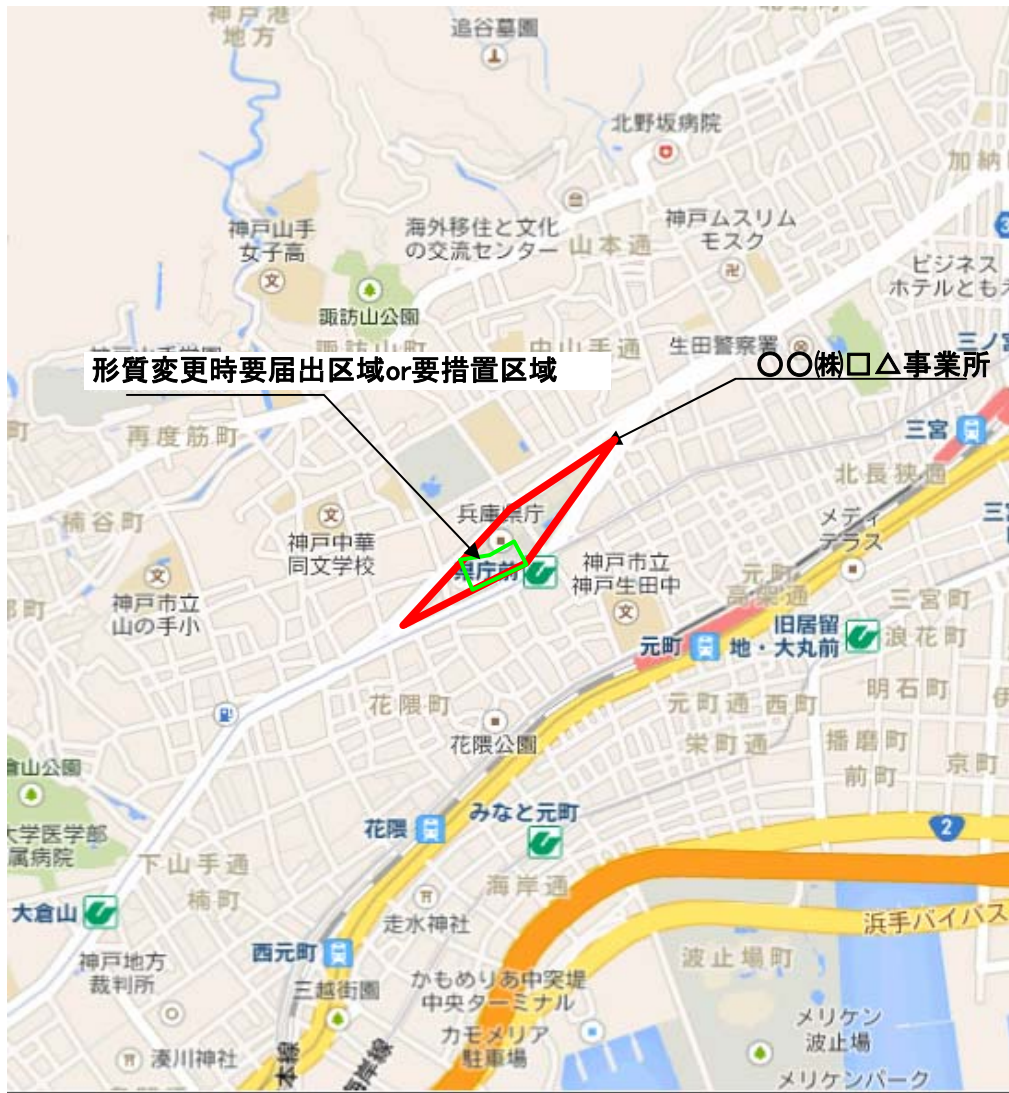 神戸港
地方
追谷墓園
北野坂病院
加納
神戸山手
女子高
海外移住と文化
の交流センター
山本通
神戸ムスリム
モスク
ビジネス
ホテルともえ
諏訪山公園
諏訪山町
中山手通
生田警察署
三ノ宮
形質変更時要届出区域or要措置区域
〇〇㈱□△事業所
再度筋町
三宮
北長狭通
楠谷町
兵庫県庁
メディ
テラス
神戸中華
同文学校
県庁前
神戸市立
神戸生田中
元町
高架通
神戸市立
山の手小
三宮町
旧居留
地・大丸前
浪花町
元町
花隈町
元町通
西町
明石町
花隈公園
栄町通
播磨町
前町
京町
倉山公園
みなと元町
花隈
2
大学医学部
属病院
下山手通
楠町
海岸通
大倉山
走水神社
浜手バイパス
西元町
神戸地方
裁判所
波止場町
三越街園
かもめりあ中突堤
中央ターミナル
カモメリア
駐車場
メリケン
波止場
湊川神社
本線
海岸線
メリケンパーク